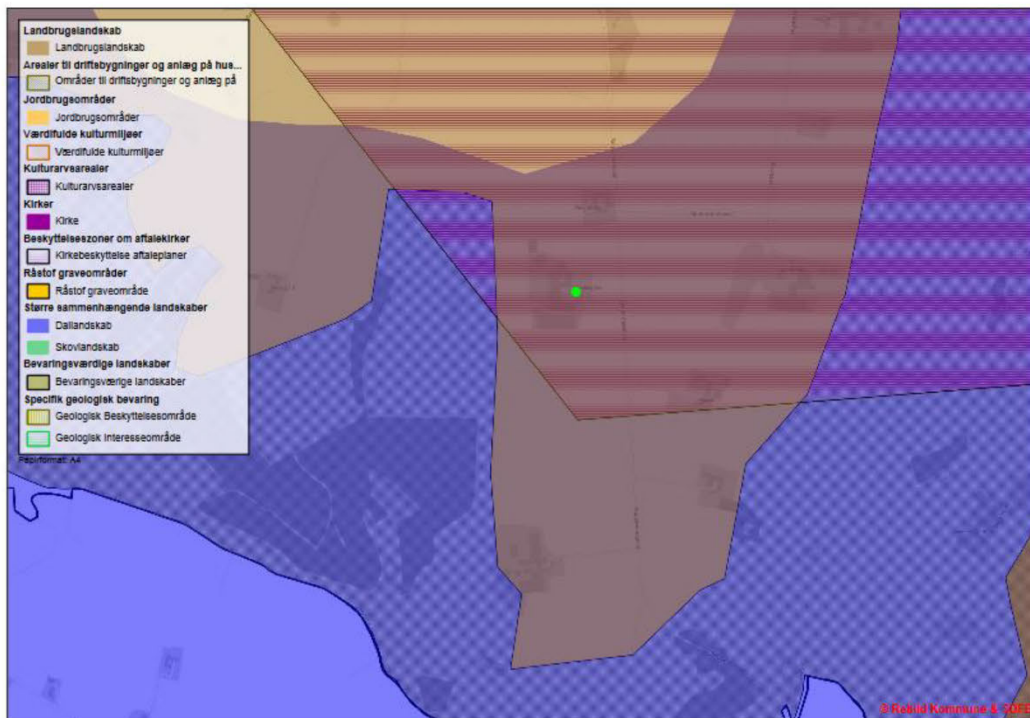 Landbrugslandskab
Landbrugslandskab
Arealer til driftsbygninger og anlæg på hus...
Områder til driftsbygninger og anlæg på
Jordbrugsområder
Jordbrugsområder
Værdifulde kulturmiljøer
Værdifulde kulturmiljøer
Kulturarvsarealer
Kulturarvsarealer
Kirker
Kirke
Beskyttelseszoner om aftalekirker
Kirkebeskyttelse aftaleplaner
Råstof graveområder
Råstof graveområde
Større sammenhængende landskaber
Dallandskab
Skovlandskab
Bevaringsværdige landskaber
Bevaringsværige landskaber
Specifik geologisk bevaring
Geologisk Beskyttelsesområde
Geologisk Interesseområde
Papirformat: A4
© Rebild Kommune & SDFE